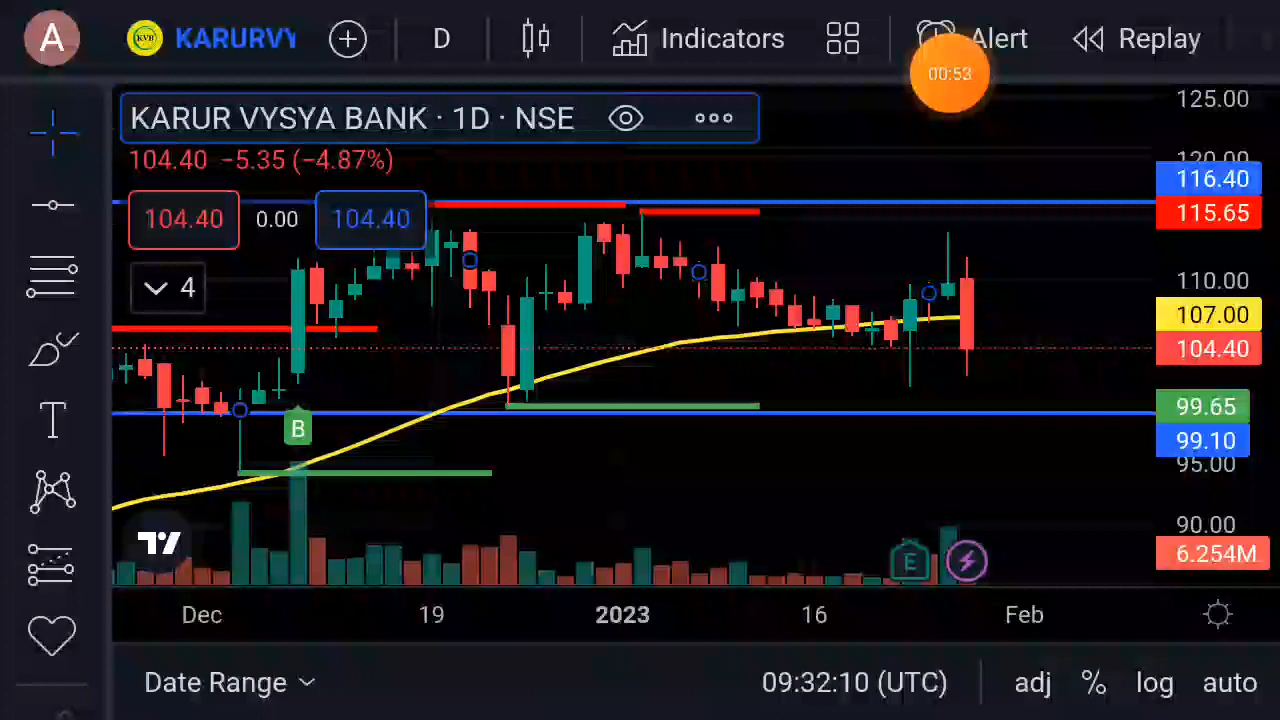 A KVB KARURVY D Indicators Alert Replay
00:53
KARUR VYSYA BANK · 1D · NSE
104.40 −5.35 (−4.87%)
104.40 0.00 104.40
4
125.00
120.00
116.40
115.65
110.00
107.00
104.40
99.65
99.10
95.00
90.00
6.254M
B
T
E
Dec 19 2023 16 Feb
Date Range 09:32:10 (UTC) adj % log auto